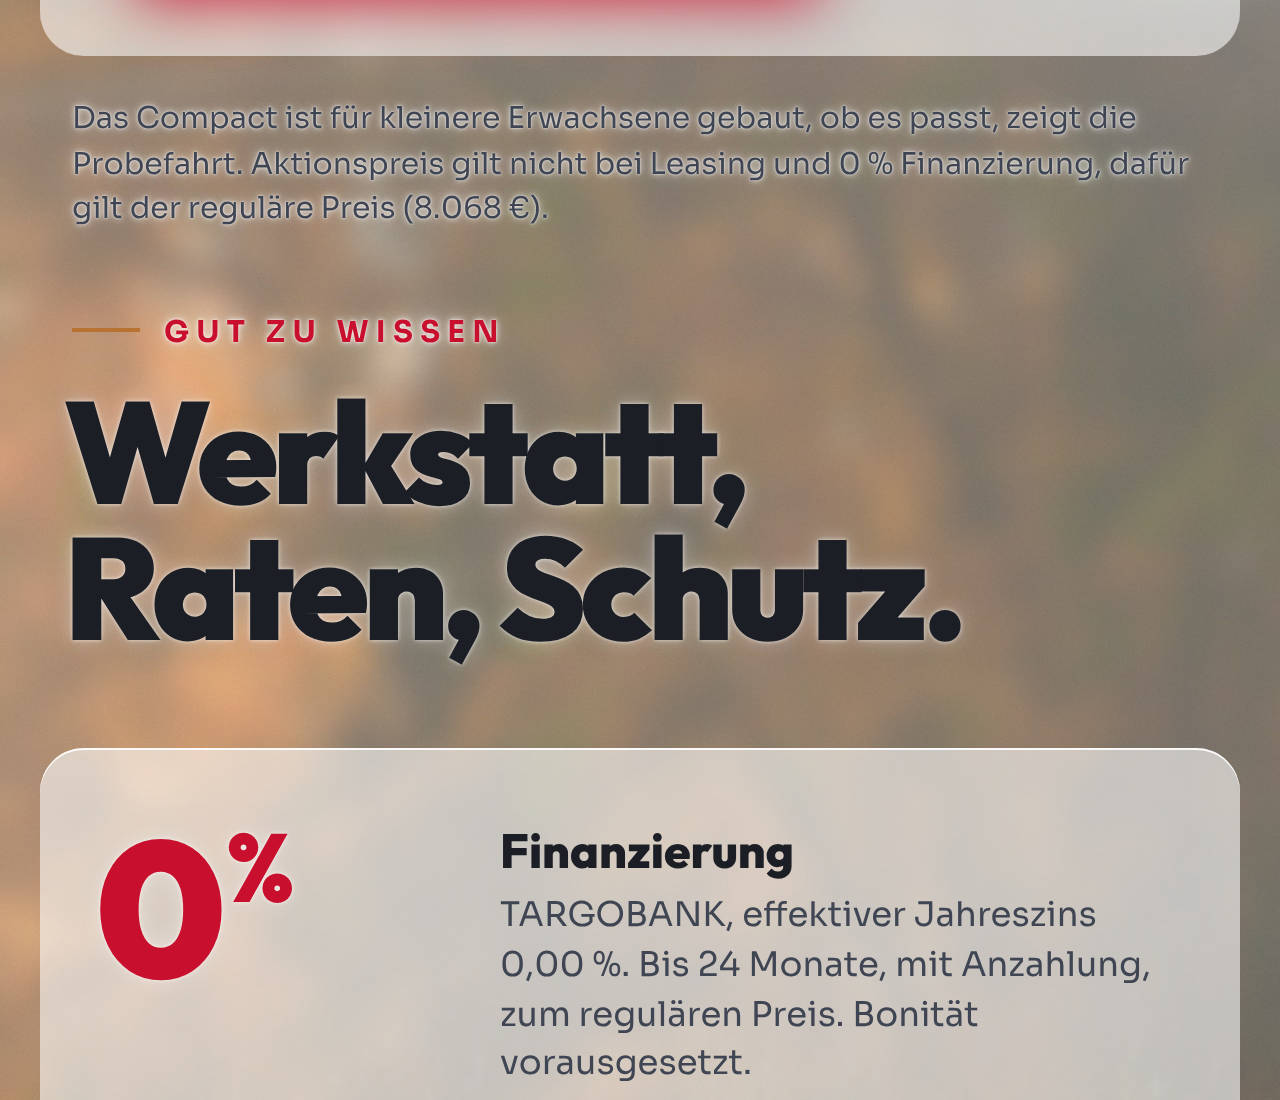 Das Compact ist für kleinere Erwachsene gebaut, ob es passt, zeigt die
Probefahrt. Aktionspreis gilt nicht bei Leasing und 0 % Finanzierung, dafür
gilt der reguläre Preis (8.068 €).
GUT ZU WISSEN
Werkstatt,
Raten, Schutz.
0%
Finanzierung
TARGOBANK, effektiver Jahreszins
0,00 %. Bis 24 Monate, mit Anzahlung,
zum regulären Preis. Bonität
vorausgesetzt.